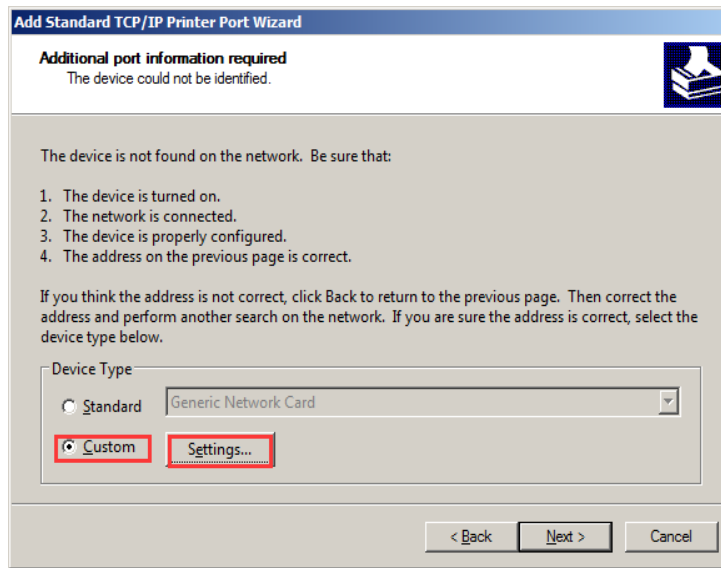 Add Standard TCP/IP Printer Port Wizard
Additional port information required
The device could not be identified.
The device is not found on the network. Be sure that:
1. The device is turned on.
2. The network is connected.
3. The device is properly configured.
4. The address on the previous page is correct.
If you think the address is not correct, click Back to return to the previous page. Then correct the
address and perform another search on the network. If you are sure the address is correct, select the
device type below.
Device Type
Standard
Generic Network Card
Custom
Settings...
< Back
Next >
Cancel